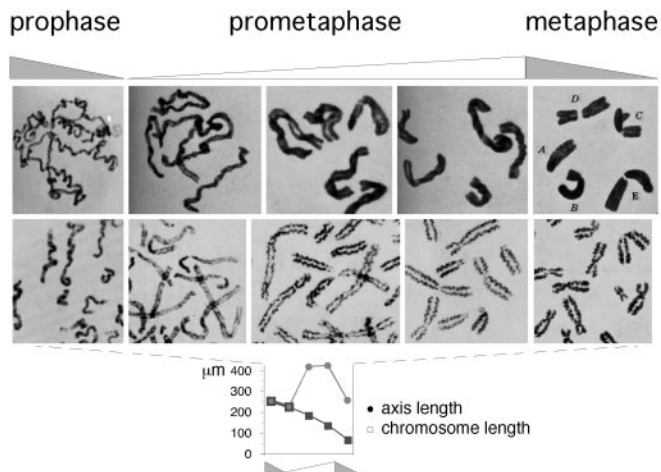 prophase prometaphase metaphase
D
C
A
B
E
μm
400
300
200
100
0
axis length
chromosome length